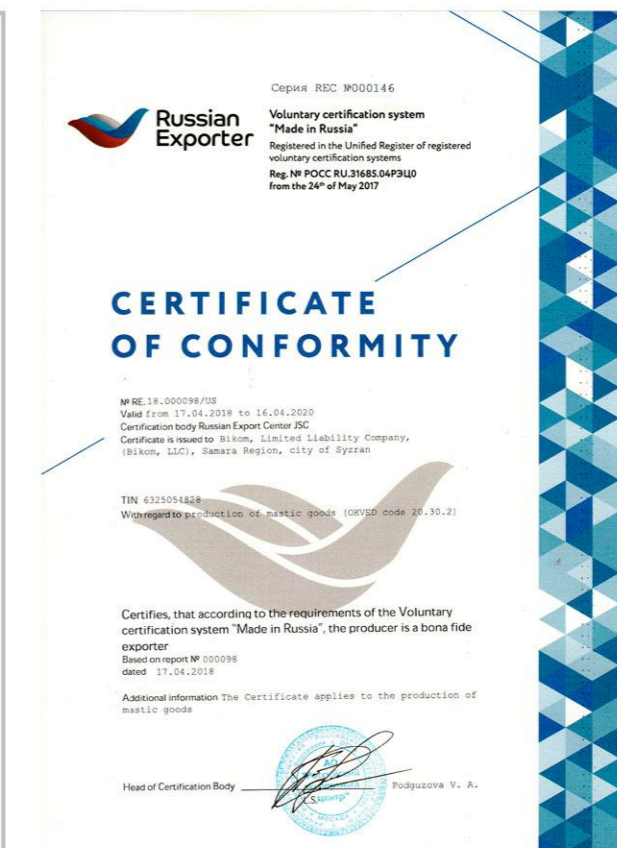 Серия REC №000146
Russian
Exporter
Voluntary certification system
"Made in Russia"
Registered in the Unified Register of registered
voluntary certification systems
Reg. № РОСС RU.31685.04РЭЦ0
from the 24th of May 2017
CERTIFICATE
OF CONFORMITY
№ RE.18.000098/US
Valid from 17.04.2018 to 16.04.2020
Certification body Russian Export Center JSC
Certificate is issued to Bikom, Limited Liability Company,
(Bikom, LLC), Samara Region, city of Syzran
TIN 6325054828
With regard to production of mastic goods (OKVED code 20.30.2)
Certifies, that according to the requirements of the Voluntary
certification system "Made in Russia", the producer is a bona fide
exporter
Based on report № 000098
dated 17.04.2018
Additional information The Certificate applies to the production of
mastic goods
Head of Certification Body
Podguzova V. A.
L.S.
АО
центр"
МОСКВА